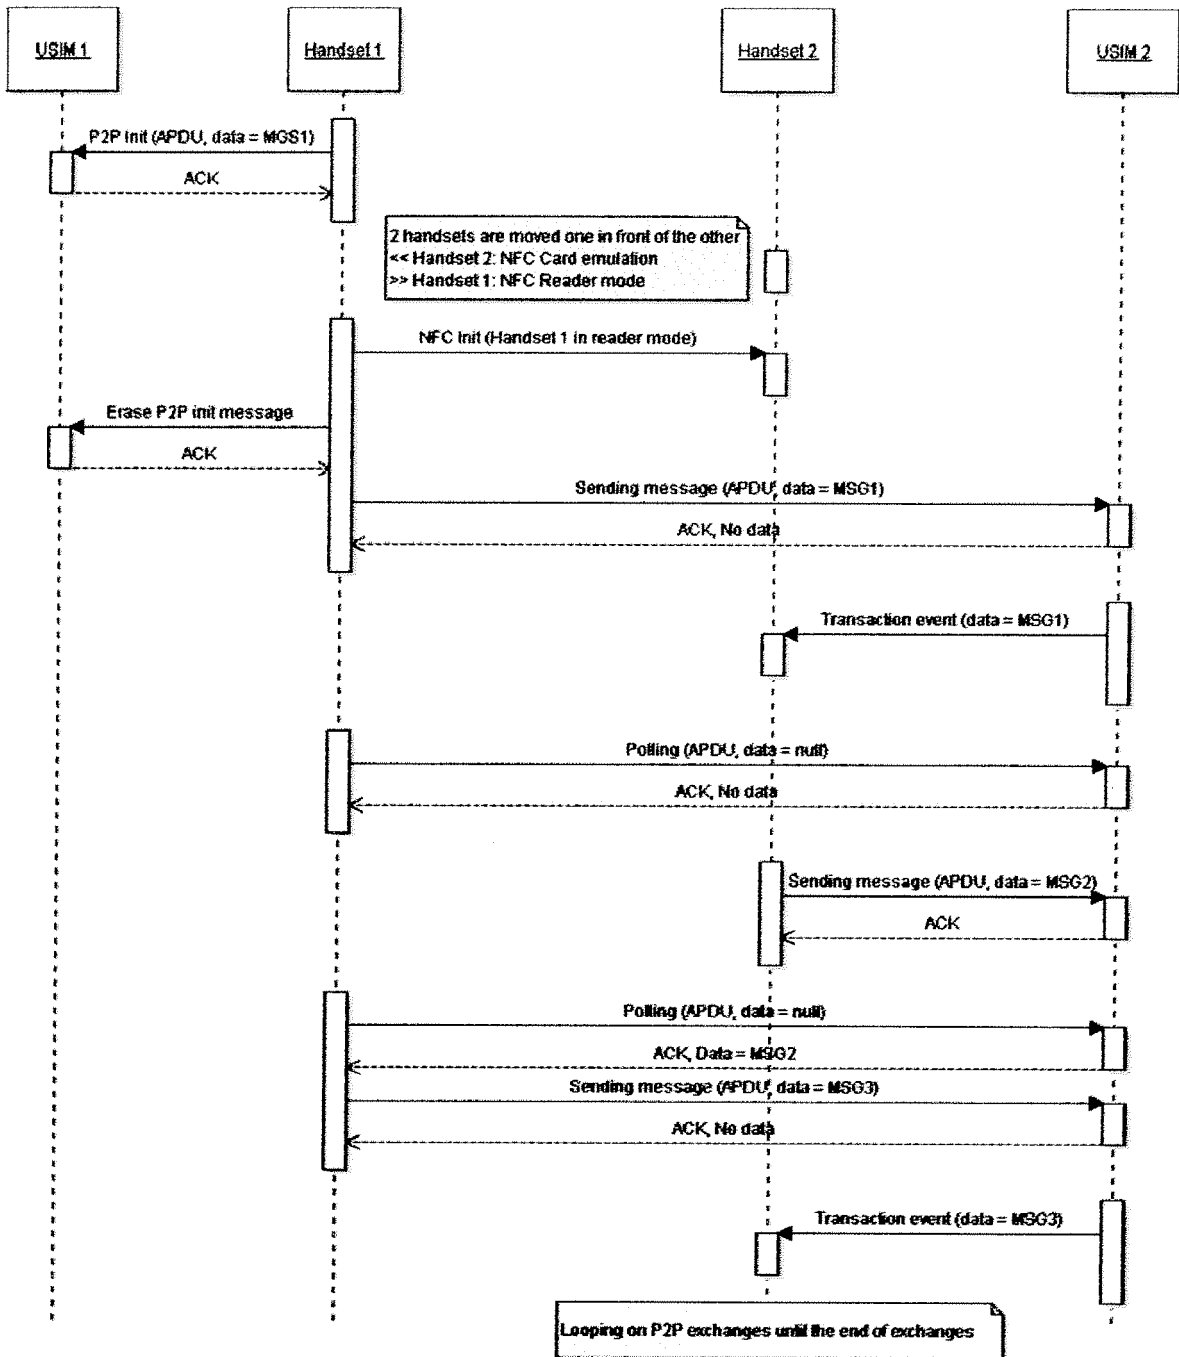 USIM 1
Handset 1
Handset 2
USIM 2
P2P Init (APDU, data = MGS1)
ACK
2 handsets are moved one in front of the other
<< Handset 2: NFC Card emulation
>> Handset 1: NFC Reader mode
NFC Init (Handset 1 in reader mode)
Erase P2P init message
ACK
Sending message (APDU, data = MSG1)
ACK, No data
Transaction event (data = MSG1)
Polling (APDU, data = null)
ACK, No data
Sending message (APDU, data = MSG2)
ACK
Polling (APDU, data = null)
ACK, Data = MSG2
Sending message (APDU, data = MSG3)
ACK, No data
Transaction event (data = MSG3)
Looping on P2P exchanges until the end of exchanges